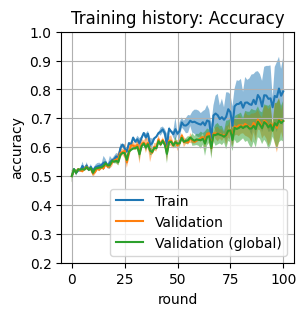 Training history: Accuracy
1.0
0.9
0.8
0.7
0.6
0.5
0.4
0.3
0.2
accuracy
Train
Validation
Validation (global)
0 25 50 75 100
round